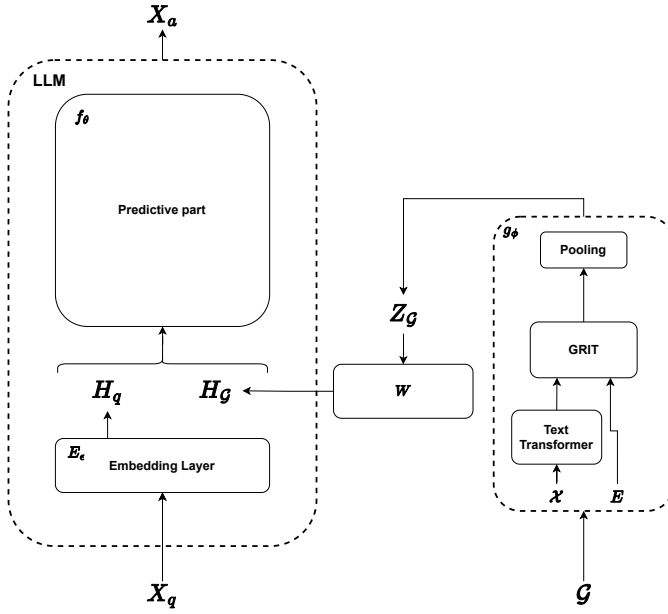 X_a
LLM
f_θ
Predictive part
g_ϕ
Pooling
Z_𝒢
GRIT
H_q
H_𝒢
W
Text
Transformer
E_ϵ
Embedding Layer
𝒳
E
X_q
𝒢